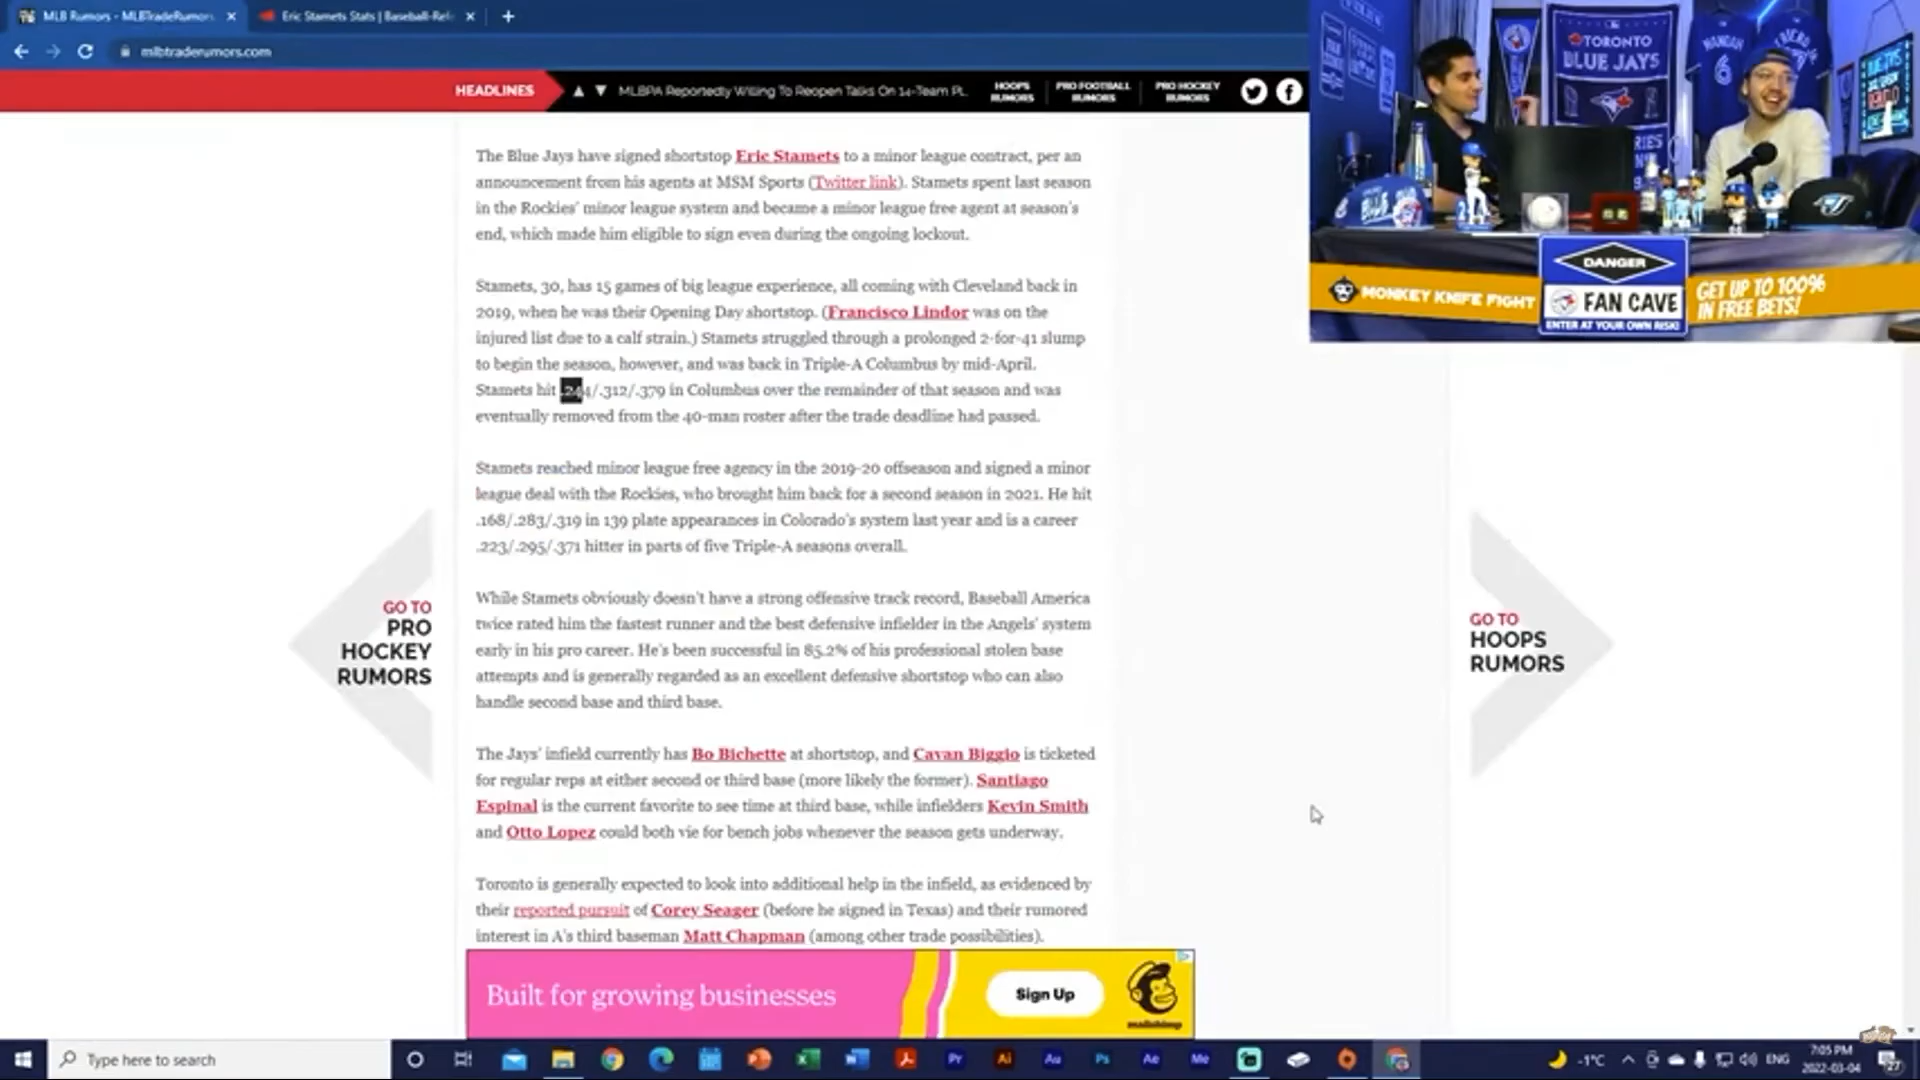 MLB Rumors - MLBTradeRumors
Eric Stamets Stats | Baseball-Ref
mlbtraderumors.com
HEADLINES
MLBPA Reportedly Willing To Reopen Talks On 14-Team Pl..
HOOPS
RUMORS
PRO FOOTBALL
RUMORS
PRO HOCKEY
RUMORS
The Blue Jays have signed shortstop Eric Stamets to a minor league contract, per an
announcement from his agents at MSM Sports (Twitter link). Stamets spent last season
in the Rockies' minor league system and became a minor league free agent at season's
end, which made him eligible to sign even during the ongoing lockout.
Stamets, 30, has 15 games of big league experience, all coming with Cleveland back in
2019, when he was their Opening Day shortstop. (Francisco Lindor was on the
injured list due to a calf strain.) Stamets struggled through a prolonged 2-for-41 slump
to begin the season, however, and was back in Triple-A Columbus by mid-April.
Stamets hit .244/.312/.379 in Columbus over the remainder of that season and was
eventually removed from the 40-man roster after the trade deadline had passed.
Stamets reached minor league free agency in the 2019-20 offseason and signed a minor
league deal with the Rockies, who brought him back for a second season in 2021. He hit
.168/.283/.319 in 139 plate appearances in Colorado's system last year and is a career
.223/.295/.371 hitter in parts of five Triple-A seasons overall.
While Stamets obviously doesn't have a strong offensive track record, Baseball America
twice rated him the fastest runner and the best defensive infielder in the Angels' system
early in his pro career. He's been successful in 85.2% of his professional stolen base
attempts and is generally regarded as an excellent defensive shortstop who can also
handle second base and third base.
The Jays' infield currently has Bo Bichette at shortstop, and Cavan Biggio is ticketed
for regular reps at either second or third base (more likely the former). Santiago
Espinal is the current favorite to see time at third base, while infielders Kevin Smith
and Otto Lopez could both vie for bench jobs whenever the season gets underway.
Toronto is generally expected to look into additional help in the infield, as evidenced by
their reported pursuit of Corey Seager (before he signed in Texas) and their rumored
interest in A's third baseman Matt Chapman (among other trade possibilities).
GO TO
PRO
HOCKEY
RUMORS
GO TO
HOOPS
RUMORS
Built for growing businesses
Sign Up
mailchimp
TORONTO
BLUE JAYS
6
MONKEY KNIFE FIGHT
DANGER
FAN CAVE
ENTER AT YOUR OWN RISK!
GET UP TO 100%
IN FREE BETS!
Type here to search
Pr
Ai
Au
Ps
Ae
Me
-1°C
ENG
7:05 PM
2022-03-04
27